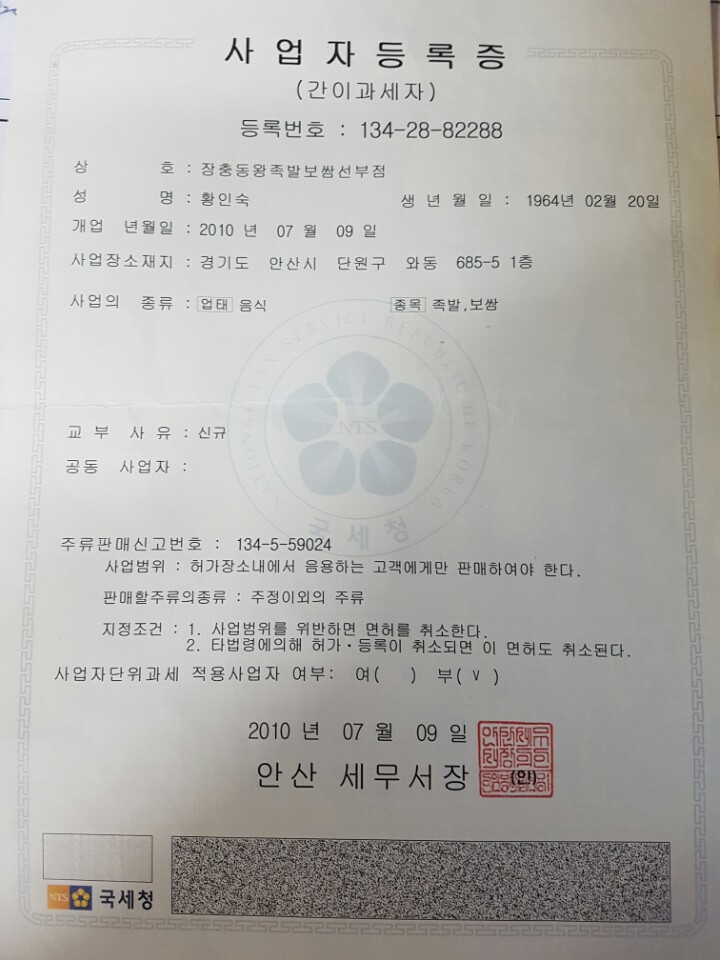 사업자등록증
(간이과세자)
등록번호 : 134-28-82288
상 호 : 장충동왕족발보쌈선부점
성 명 : 황인숙 생 년 월 일 : 1964년 02월 20일
개업 년월일 : 2010 년 07 월 09 일
사업장소재지 : 경기도 안산시 단원구 와동 685-5 1층
사업의 종류 : 업태 음식 종목 족발,보쌈
NATIONAL TAX SERVICE REPUBLIC OF KOREA
NTS
국세청
교 부 사 유 : 신규
공동 사업자 :
주류판매신고번호 : 134-5-59024
사업범위 : 허가장소내에서 음용하는 고객에게만 판매하여야 한다.
판매할주류의종류 : 주정이외의 주류
지정조건 : 1. 사업범위를 위반하면 면허를 취소한다.
2. 타법령에의해 허가·등록이 취소되면 이 면허도 취소된다.
사업자단위과세 적용사업자 여부: 여( ) 부( V )
2010 년 07 월 09 일
안산 세무서장 (인)
NTS 국세청